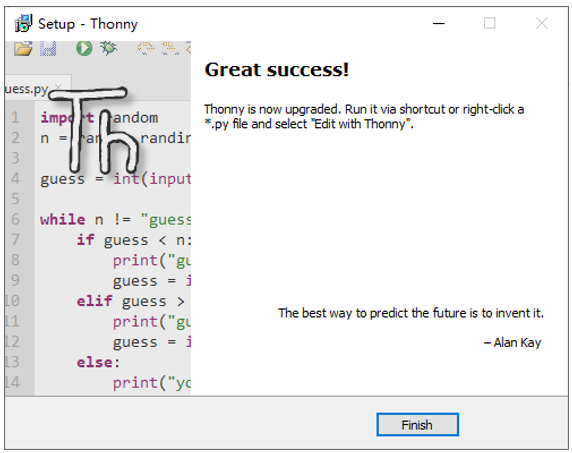 Setup - Thonny
uess.py
Th
Great success!
Thonny is now upgraded. Run it via shortcut or right-click a
*.py file and select "Edit with Thonny".
1 import random
2 n = randin
3
4 guess = int(input
5
6 while n != "guess
7 if guess < n:
8 print("gu
9 guess = i
10 elif guess >
11 print("gu
12 guess = i
13 else:
14 print("yo
The best way to predict the future is to invent it.
– Alan Kay
Finish